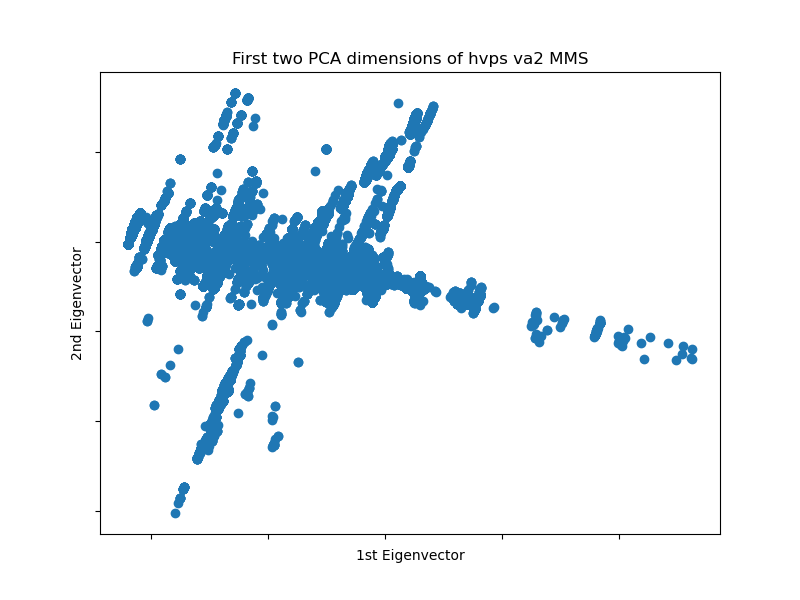 First two PCA dimensions of hvps va2 MMS
2nd Eigenvector
1st Eigenvector